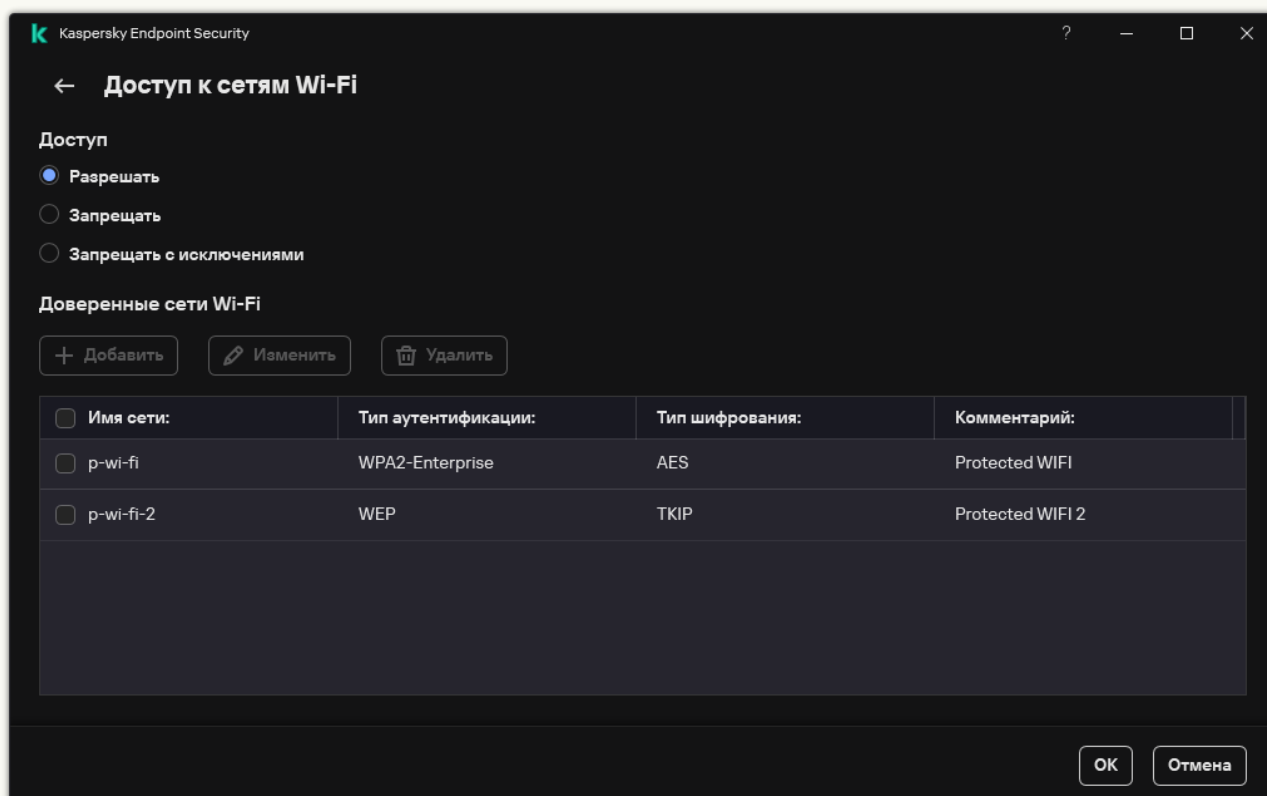 Kaspersky Endpoint Security ?
Доступ к сетям Wi-Fi
Доступ
Разрешать
Запрещать
Запрещать с исключениями
Доверенные сети Wi-Fi
Добавить Изменить Удалить
Имя сети: Тип аутентификации: Тип шифрования: Комментарий:
p-wi-fi WPA2-Enterprise AES Protected WIFI
p-wi-fi-2 WEP TKIP Protected WIFI 2
ОК Отмена